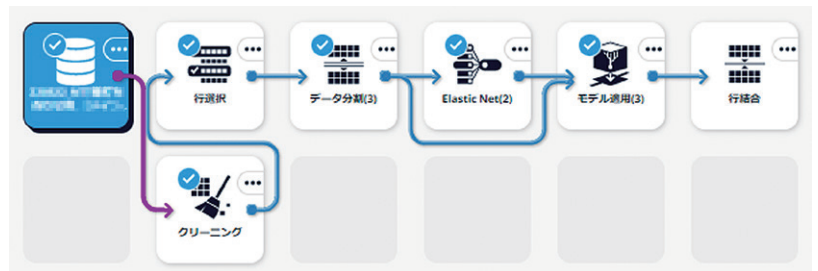 行選択
データ分割(3)
Elastic Net(2)
モデル適用(3)
行結合
クリーニング